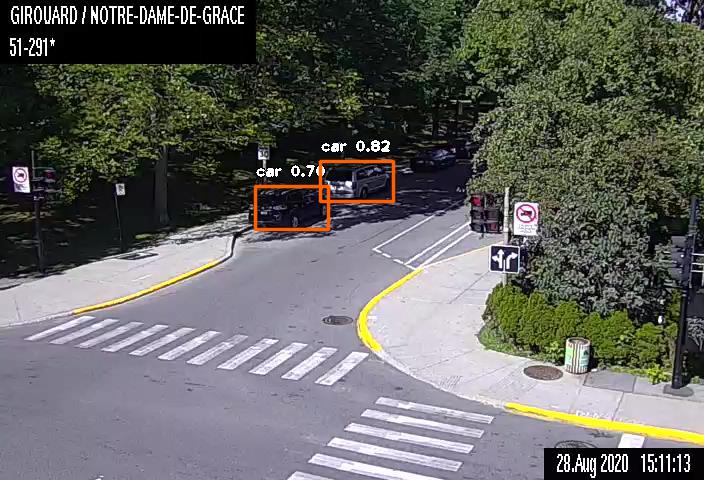 GIROUARD / NOTRE-DAME-DE-GRACE
51-291*
car 0.82
car 0.70
28.Aug 2020 15:11:13